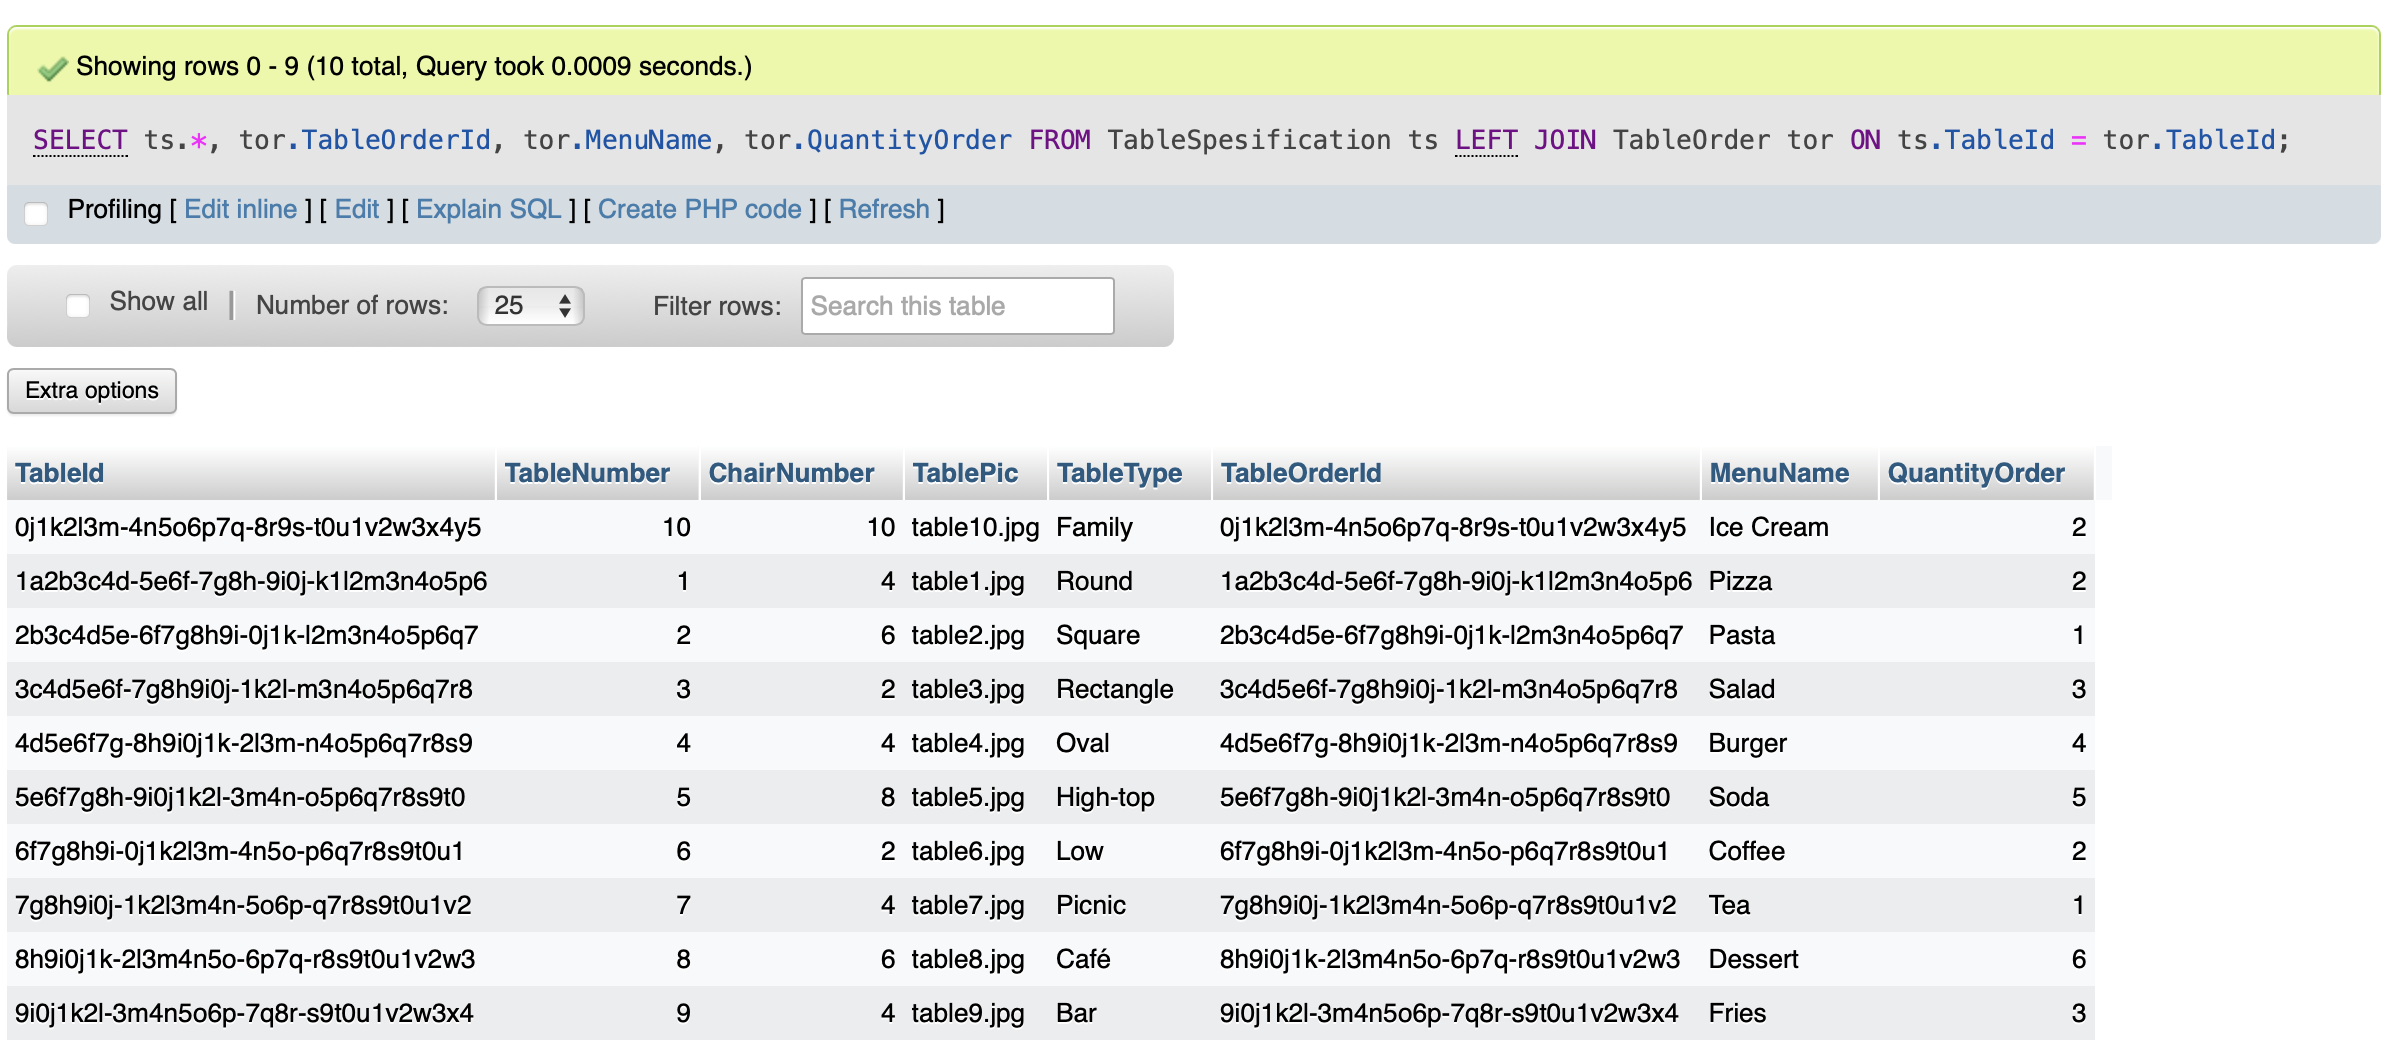 Showing rows 0 - 9 (10 total, Query took 0.0009 seconds.)
SELECT ts.*, tor.TableOrderId, tor.MenuName, tor.QuantityOrder FROM TableSpesification ts LEFT JOIN TableOrder tor ON ts.TableId = tor.TableId;
Profiling [ Edit inline ] [ Edit ] [ Explain SQL ] [ Create PHP code ] [ Refresh ]
Show all | Number of rows: 25 Filter rows: Search this table
Extra options
TableId TableNumber ChairNumber TablePic TableType TableOrderId MenuName QuantityOrder
0j1k2l3m-4n5o6p7q-8r9s-t0u1v2w3x4y5 10 10 table10.jpg Family 0j1k2l3m-4n5o6p7q-8r9s-t0u1v2w3x4y5 Ice Cream 2
1a2b3c4d-5e6f-7g8h-9i0j-k1l2m3n4o5p6 1 4 table1.jpg Round 1a2b3c4d-5e6f-7g8h-9i0j-k1l2m3n4o5p6 Pizza 2
2b3c4d5e-6f7g8h9i-0j1k-l2m3n4o5p6q7 2 6 table2.jpg Square 2b3c4d5e-6f7g8h9i-0j1k-l2m3n4o5p6q7 Pasta 1
3c4d5e6f-7g8h9i0j-1k2l-m3n4o5p6q7r8 3 2 table3.jpg Rectangle 3c4d5e6f-7g8h9i0j-1k2l-m3n4o5p6q7r8 Salad 3
4d5e6f7g-8h9i0j1k-2l3m-n4o5p6q7r8s9 4 4 table4.jpg Oval 4d5e6f7g-8h9i0j1k-2l3m-n4o5p6q7r8s9 Burger 4
5e6f7g8h-9i0j1k2l-3m4n-o5p6q7r8s9t0 5 8 table5.jpg High-top 5e6f7g8h-9i0j1k2l-3m4n-o5p6q7r8s9t0 Soda 5
6f7g8h9i-0j1k2l3m-4n5o-p6q7r8s9t0u1 6 2 table6.jpg Low 6f7g8h9i-0j1k2l3m-4n5o-p6q7r8s9t0u1 Coffee 2
7g8h9i0j-1k2l3m4n-5o6p-q7r8s9t0u1v2 7 4 table7.jpg Picnic 7g8h9i0j-1k2l3m4n-5o6p-q7r8s9t0u1v2 Tea 1
8h9i0j1k-2l3m4n5o-6p7q-r8s9t0u1v2w3 8 6 table8.jpg Café 8h9i0j1k-2l3m4n5o-6p7q-r8s9t0u1v2w3 Dessert 6
9i0j1k2l-3m4n5o6p-7q8r-s9t0u1v2w3x4 9 4 table9.jpg Bar 9i0j1k2l-3m4n5o6p-7q8r-s9t0u1v2w3x4 Fries 3